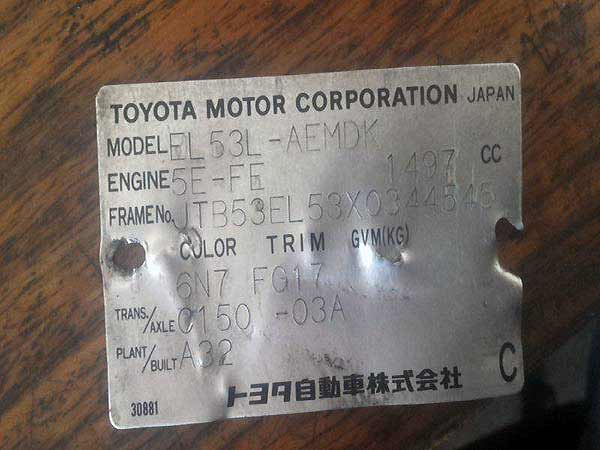 TOYOTA MOTOR CORPORATION JAPAN
MODEL EL53L-AEMDK
ENGINE 5E-FE 1497 CC
FRAME No. JTB53EL53X0344545
COLOR TRIM GVM(KG)
6N7 FG17
TRANS./AXLE C150 -03A
PLANT/BUILT A32
トヨタ自動車株式会社 C
30881